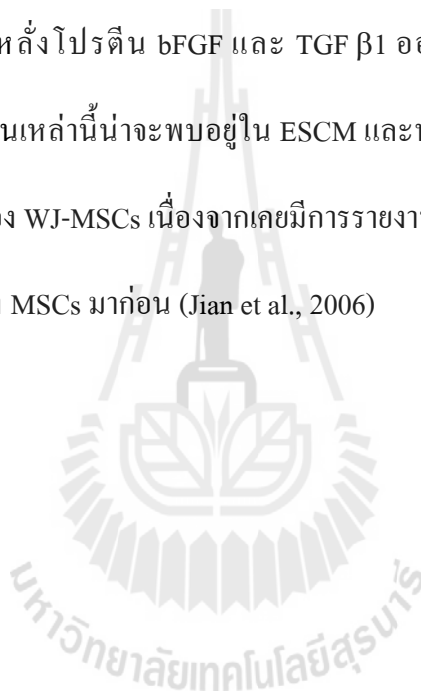 หลั่งโปรตีน bFGF และ TGF β1 ออ
นเหล่านี้น่าจะพบอยู่ใน ESCM และ
อง WJ-MSCs เนื่องจากเคยมีการรายงา
MSCs มาก่อน (Jian et al., 2006)
มหาวิทยาลัยเทคโนโลยีสุรนารี